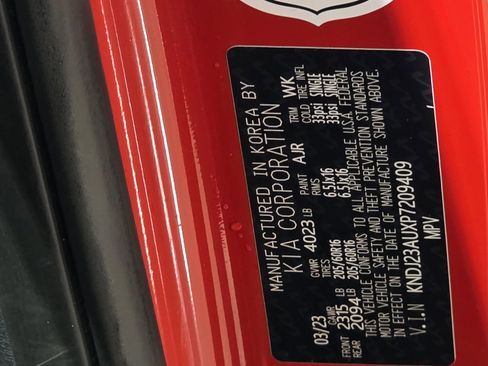 MANUFACTURED IN KOREA BY
KIA CORPORATION
03/23 GVWR 4023 LB PAINT AJR TRIM WK
GAWR TIRES RIMS COLD TIRE INFL
FRONT 2315 LB 205/60R16 6.5Jx16 33psi SINGLE
REAR 2094 LB 205/60R16 6.5Jx16 33psi SINGLE
THIS VEHICLE CONFORMS TO ALL APPLICABLE U.S.A. FEDERAL
MOTOR VEHICLE SAFETY AND THEFT PREVENTION STANDARDS
IN EFFECT ON THE DATE OF MANUFACTURE SHOWN ABOVE.
V.I.N KNDJ23AUXP7209409
MPV